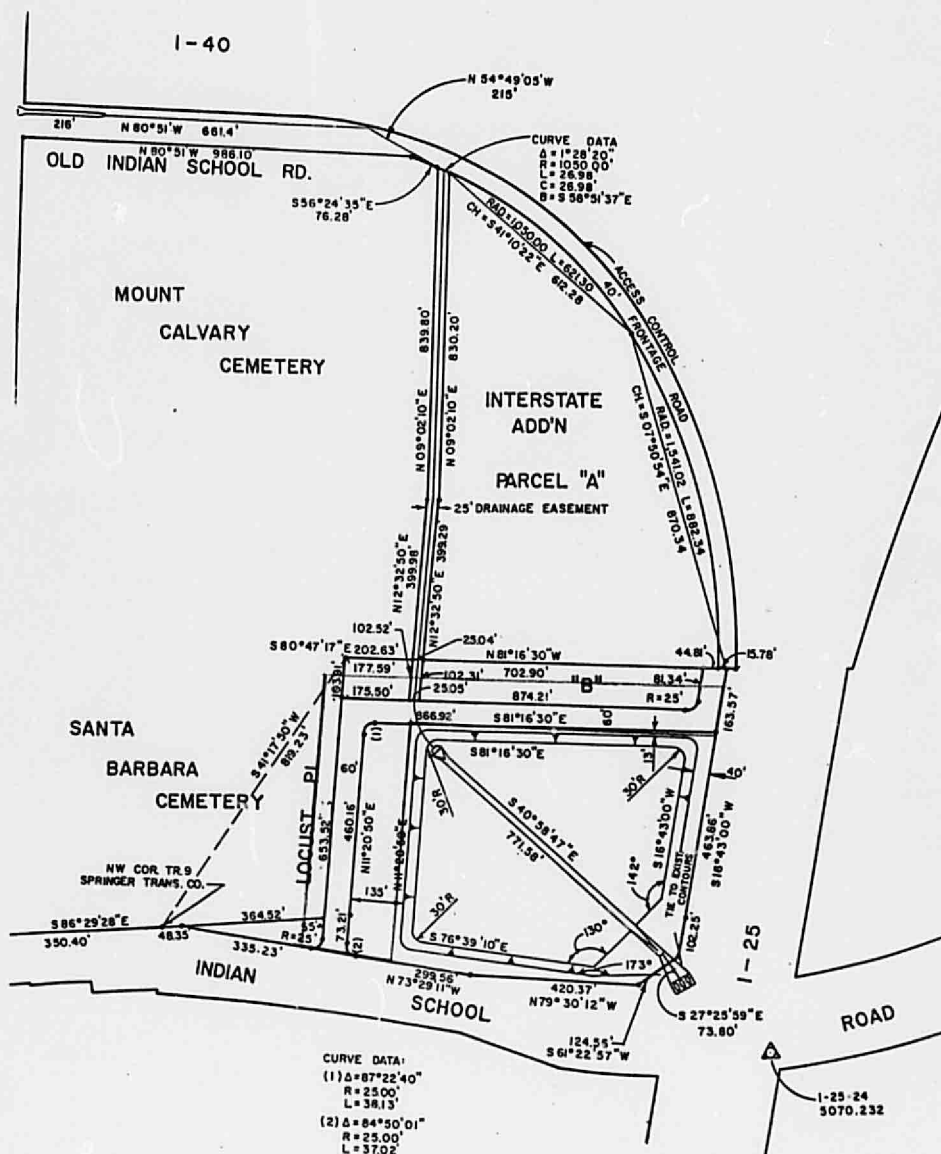 I-40
N 54°49'05"W
215'
216'
N 80°51'W 661.4'
N 80°51'W 986.10'
OLD INDIAN SCHOOL RD.
CURVE DATA
Δ = 1°28'20"
R = 1050.00'
L = 26.98'
C = 26.98'
B = S 58°51'37"E
S56°24'35"E
76.28'
RAD.=1050.00 L=621.30
CH.= S 41°10'22"E 612.28
40'
ACCESS CONTROL
FRONTAGE ROAD
MOUNT
CALVARY
CEMETERY
839.80'
N 09°02'10"E
830.20'
N 09°02'10"E
INTERSTATE
ADD'N
PARCEL "A"
RAD. = 1,541.02 L = 882.34
CH. = S 07°50'54"E 870.34
25' DRAINAGE EASEMENT
N12°32'50"E
399.98'
N12°32'50"E 399.29'
102.52'
25.04'
S 80°47'17"E 202.63'
N 81°16'30"W
44.81'
15.78'
177.59'
102.31'
702.90'
"B"
81.34'
175.50'
25.05'
874.21'
R = 25'
163.57'
866.92'
S81°16'30"E
60'
(1)
S81°16'30"E
13'
40'
SANTA
BARBARA
CEMETERY
S 41°17'50"W
819.23'
LOCUST PL
653.52'
60'
460.16'
N11°20'50"E
135'
30'R
30'R
30'R
S 40°58'47"E
771.58'
S 16°43'00"W
463.86'
S18°43'00"W
142°
TIE TO EXIST.
CONTOURS
102.25'
NW COR. TR.9
SPRINGER TRANS. CO.
S 86°29'28"E
350.40'
48.35
364.52'
335.23'
R = 25'
73.21'
(2)
S 76°39'10"E
130°
173°
299.56'
N 73°29'11"W
420.37'
N79°30'12"W
124.55'
S 61°22'57"W
S 27°25'59"E
73.80'
INDIAN
SCHOOL
ROAD
I-25
I-25-24
5070.232
CURVE DATA:
(1) Δ = 87°22'40"
R = 25.00'
L = 38.13'
(2) Δ = 84°50'01"
R = 25.00'
L = 37.02'